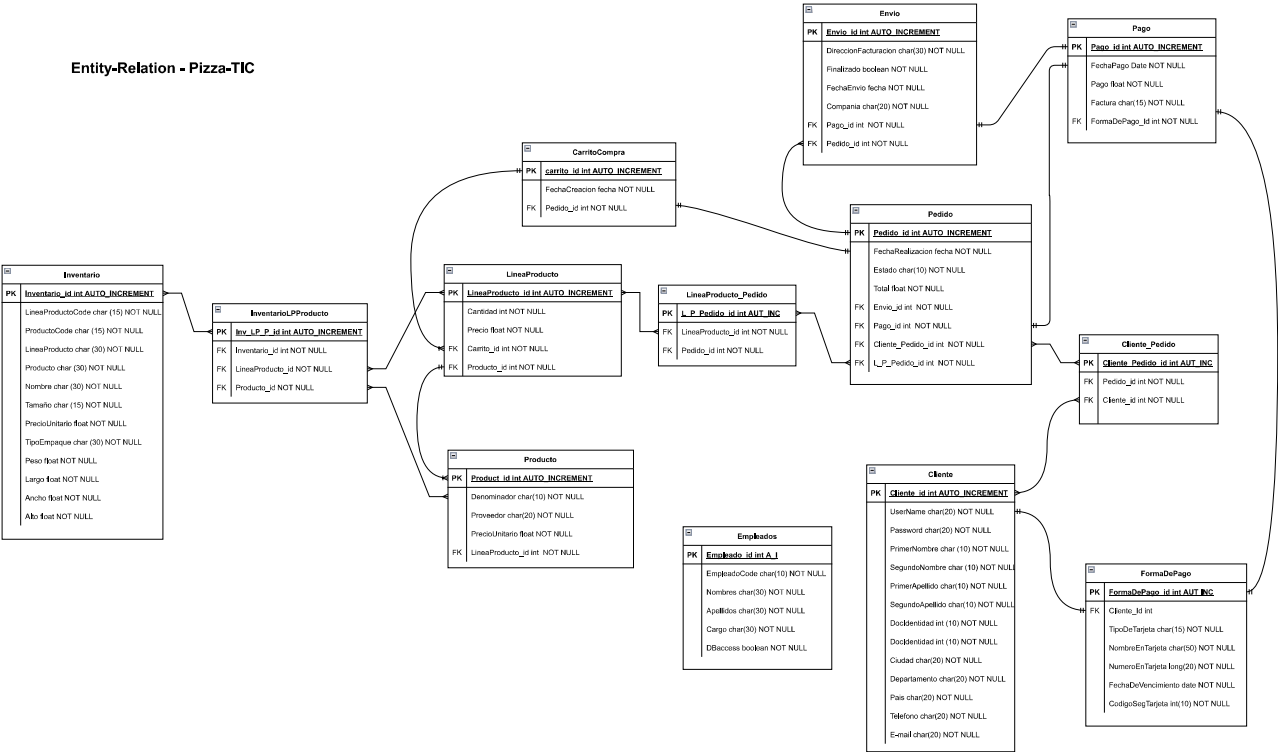 Entity-Relation - Pizza-TIC
Envio
PK Envio_id int AUTO_INCREMENT
DireccionFacturacion char(30) NOT NULL
Finalizado boolean NOT NULL
FechaEnvio fecha NOT NULL
Compania char(20) NOT NULL
FK Pago_id int NOT NULL
FK Pedido_id int NOT NULL
Pago
PK Pago_id int AUTO_INCREMENT
FechaPago Date NOT NULL
Pago float NOT NULL
Factura char(15) NOT NULL
FK FormaDePago_Id int NOT NULL
CarritoCompra
PK carrito_id int AUTO_INCREMENT
FechaCreacion fecha NOT NULL
FK Pedido_id int NOT NULL
Pedido
PK Pedido_id int AUTO_INCREMENT
FechaRealizacion fecha NOT NULL
Estado char(10) NOT NULL
Total float NOT NULL
FK Envio_id int NOT NULL
FK Pago_id int NOT NULL
FK Cliente_Pedido_id int NOT NULL
FK L_P_Pedido_id int NOT NULL
Inventario
PK Inventario_id int AUTO_INCREMENT
LineaProductoCode char (15) NOT NULL
ProductoCode char (15) NOT NULL
LineaProducto char (30) NOT NULL
Producto char (30) NOT NULL
Nombre char (30) NOT NULL
Tamaño char (15) NOT NULL
PrecioUnitario float NOT NULL
TipoEmpaque char (30) NOT NULL
Peso float NOT NULL
Largo float NOT NULL
Ancho float NOT NULL
Alto float NOT NULL
InventarioLPProducto
PK Inv_LP_P_id int AUTO_INCREMENT
FK Inventario_id int NOT NULL
FK LineaProducto_id int NOT NULL
FK Producto_id int NOT NULL
LineaProducto
PK LineaProducto_id int AUTO_INCREMENT
Cantidad int NOT NULL
Precio float NOT NULL
FK Carrito_id int NOT NULL
FK Producto_id int NOT NULL
LineaProducto_Pedido
PK L_P_Pedido_id int AUT_INC
FK LineaProducto_id int NOT NULL
FK Pedido_id int NOT NULL
Cliente_Pedido
PK Cliente_Pedido_id int AUT_INC
FK Pedido_id int NOT NULL
FK Cliente_id int NOT NULL
Producto
PK Product_id int AUTO_INCREMENT
Denominador char(10) NOT NULL
Proveedor char(20) NOT NULL
PrecioUnitario float NOT NULL
FK LineaProducto_id int NOT NULL
Empleados
PK Empleado_id int A_I
EmpleadoCode char(10) NOT NULL
Nombres char(30) NOT NULL
Apellidos char(30) NOT NULL
Cargo char(30) NOT NULL
DBaccess boolean NOT NULL
Cliente
PK Cliente_id int AUTO_INCREMENT
UserName char(20) NOT NULL
Password char(20) NOT NULL
PrimerNombre char (10) NOT NULL
SegundoNombre char (10) NOT NULL
PrimerApellido char(10) NOT NULL
SegundoApellido char(10) NOT NULL
DocIdentidad int (10) NOT NULL
DocIdentidad int (10) NOT NULL
Ciudad char(20) NOT NULL
Departamento char(20) NOT NULL
Pais char(20) NOT NULL
Telefono char(20) NOT NULL
E-mail char(20) NOT NULL
FormaDePago
PK FormaDePago_id int AUT_INC
FK Cliente_Id int
TipoDeTarjeta char(15) NOT NULL
NombreEnTarjeta char(50) NOT NULL
NumeroEnTarjeta long(20) NOT NULL
FechaDeVencimiento date NOT NULL
CodigoSegTarjeta int(10) NOT NULL